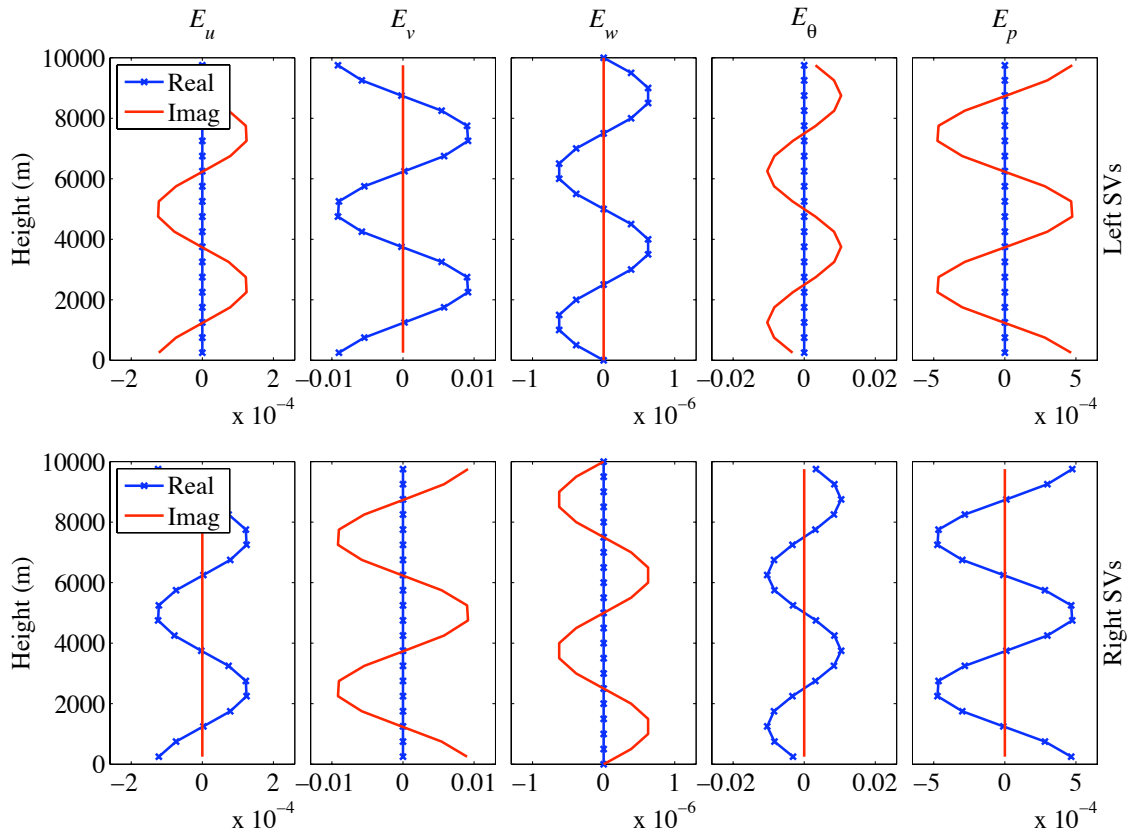 E_u E_v E_w E_θ E_p
10000
8000
6000
4000
2000
0
Height (m)
Real
Imag
Left SVs
−2 0 2
x 10^−4
−0.01 0 0.01
−1 0 1
x 10^−6
−0.02 0 0.02
−5 0 5
x 10^−4
10000
8000
6000
4000
2000
0
Height (m)
Real
Imag
Right SVs
−2 0 2
x 10^−4
−0.01 0 0.01
−1 0 1
x 10^−6
−0.02 0 0.02
−5 0 5
x 10^−4